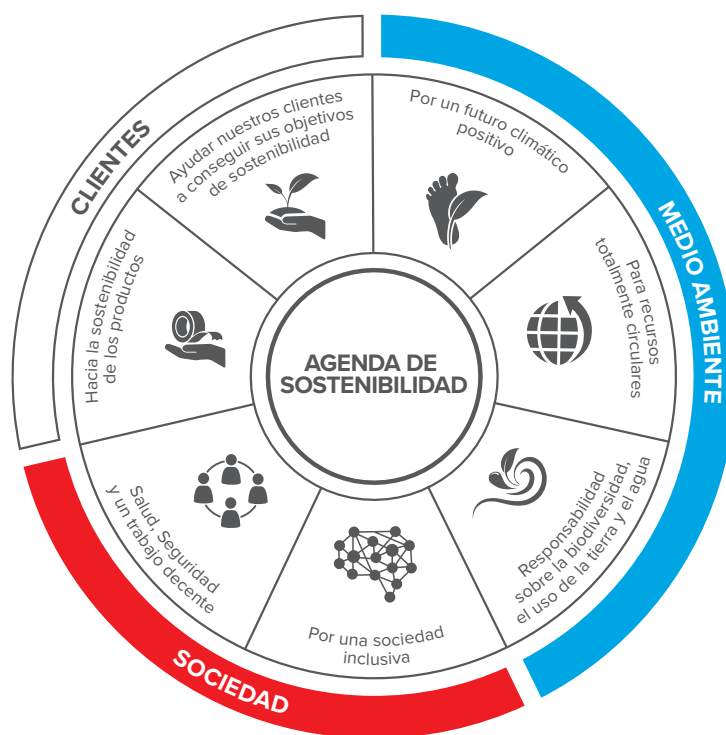 AGENDA DE
SOSTENIBILIDAD
CLIENTES
Ayudar nuestros clientes
a conseguir sus objetivos
de sostenibilidad
Hacia la sostenibilidad
de los productos
MEDIO AMBIENTE
Por un futuro climático
positivo
Para recursos
totalmente circulares
Responsabilidad
sobre la biodiversidad,
el uso de la tierra y el agua
SOCIEDAD
Por una sociedad
inclusiva
Salud, Seguridad
y un trabajo decente